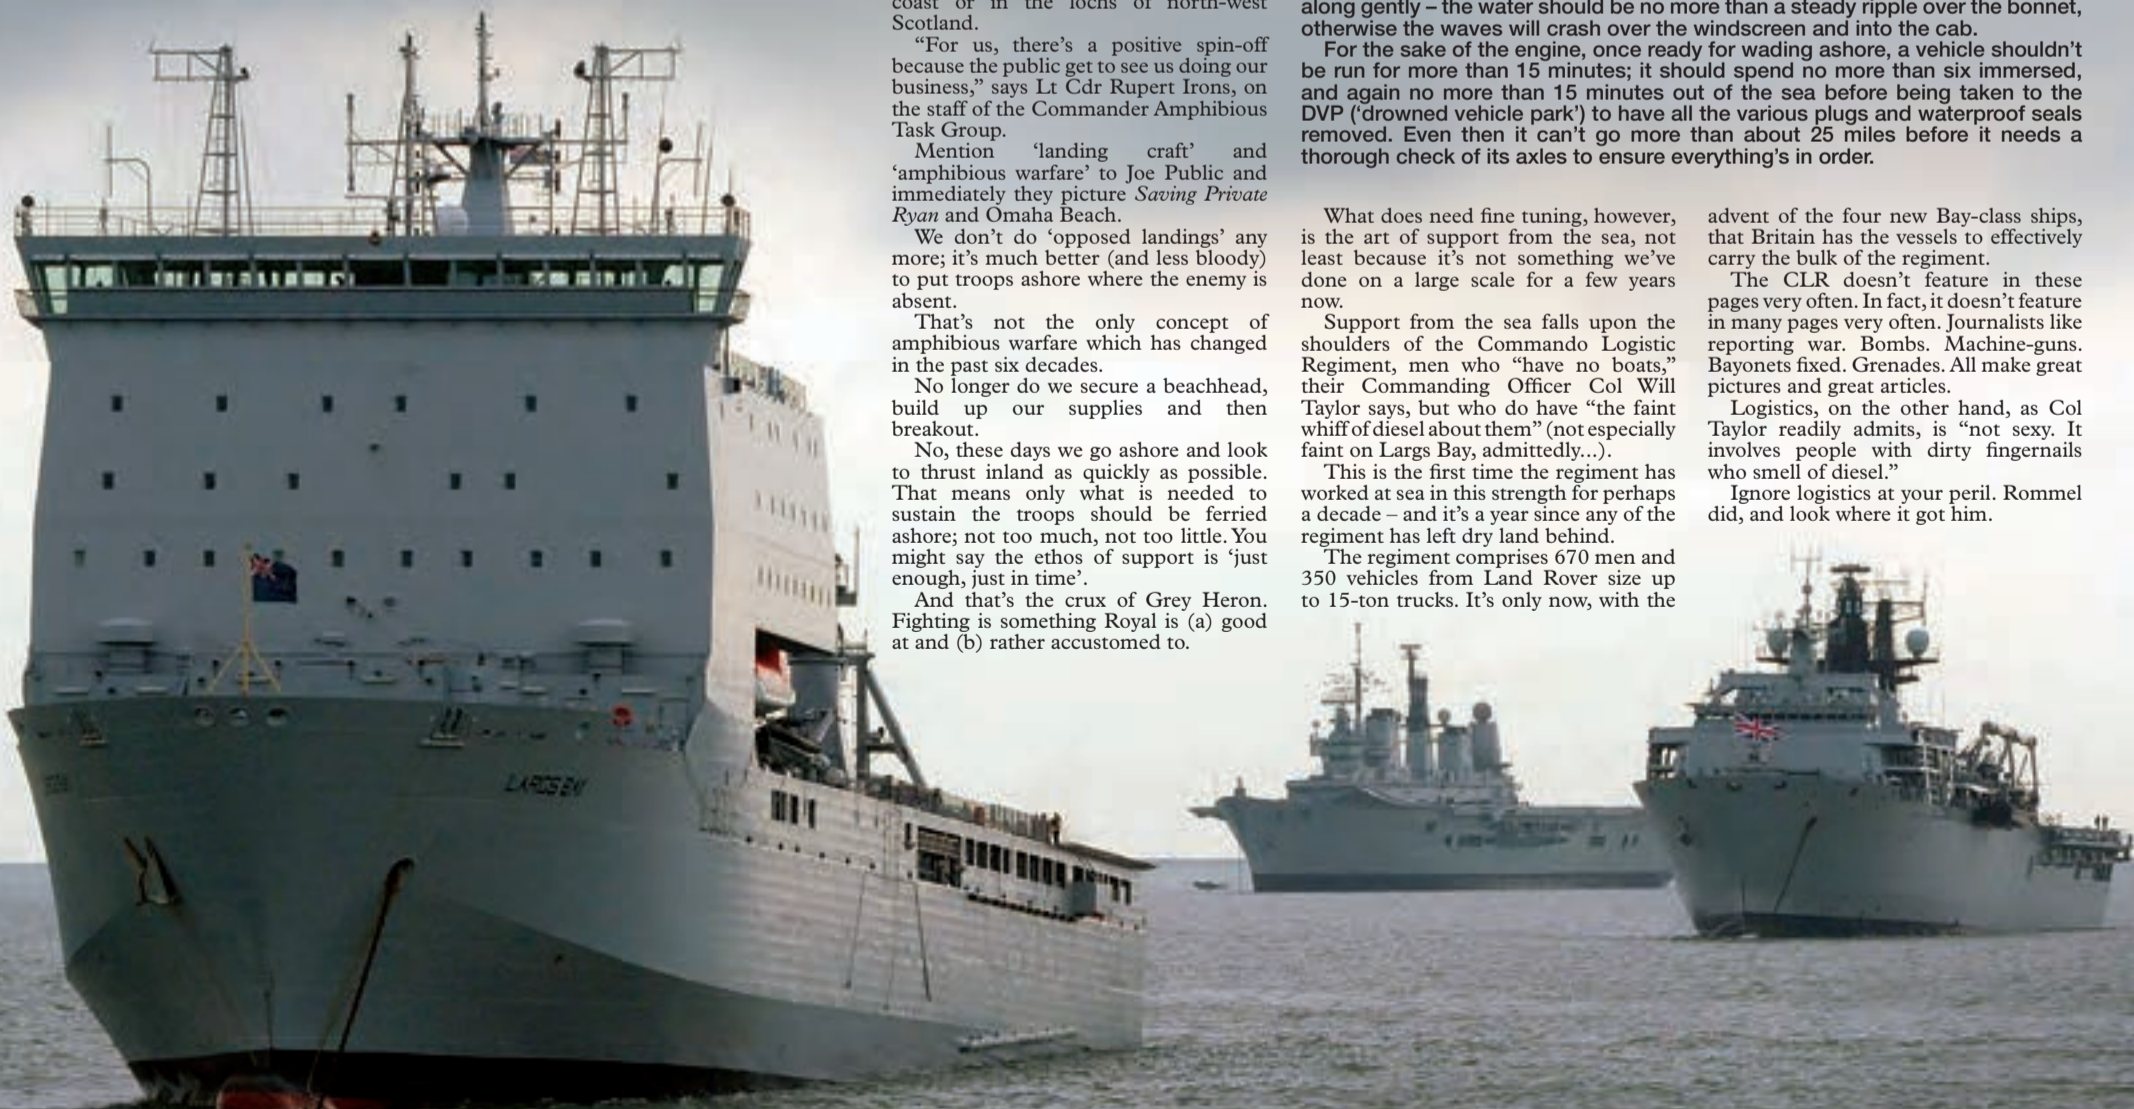 coast or in the lochs of north-west
Scotland.
“For us, there’s a positive spin-off
because the public get to see us doing our
business,” says Lt Cdr Rupert Irons, on
the staff of the Commander Amphibious
Task Group.
Mention ‘landing craft’ and
‘amphibious warfare’ to Joe Public and
immediately they picture Saving Private
Ryan and Omaha Beach.
We don’t do ‘opposed landings’ any
more; it’s much better (and less bloody)
to put troops ashore where the enemy is
absent.
That’s not the only concept of
amphibious warfare which has changed
in the past six decades.
No longer do we secure a beachhead,
build up our supplies and then
breakout.
No, these days we go ashore and look
to thrust inland as quickly as possible.
That means only what is needed to
sustain the troops should be ferried
ashore; not too much, not too little. You
might say the ethos of support is ‘just
enough, just in time’.
And that’s the crux of Grey Heron.
Fighting is something Royal is (a) good
at and (b) rather accustomed to.
along gently – the water should be no more than a steady ripple over the bonnet,
otherwise the waves will crash over the windscreen and into the cab.
For the sake of the engine, once ready for wading ashore, a vehicle shouldn’t
be run for more than 15 minutes; it should spend no more than six immersed,
and again no more than 15 minutes out of the sea before being taken to the
DVP (‘drowned vehicle park’) to have all the various plugs and waterproof seals
removed. Even then it can’t go more than about 25 miles before it needs a
thorough check of its axles to ensure everything’s in order.
What does need fine tuning, however,
is the art of support from the sea, not
least because it’s not something we’ve
done on a large scale for a few years
now.
Support from the sea falls upon the
shoulders of the Commando Logistic
Regiment, men who “have no boats,”
their Commanding Officer Col Will
Taylor says, but who do have “the faint
whiff of diesel about them” (not especially
faint on Largs Bay, admittedly...).
This is the first time the regiment has
worked at sea in this strength for perhaps
a decade – and it’s a year since any of the
regiment has left dry land behind.
The regiment comprises 670 men and
350 vehicles from Land Rover size up
to 15-ton trucks. It’s only now, with the
advent of the four new Bay-class ships,
that Britain has the vessels to effectively
carry the bulk of the regiment.
The CLR doesn’t feature in these
pages very often. In fact, it doesn’t feature
in many pages very often. Journalists like
reporting war. Bombs. Machine-guns.
Bayonets fixed. Grenades. All make great
pictures and great articles.
Logistics, on the other hand, as Col
Taylor readily admits, is “not sexy. It
involves people with dirty fingernails
who smell of diesel.”
Ignore logistics at your peril. Rommel
did, and look where it got him.
LARGS BAY